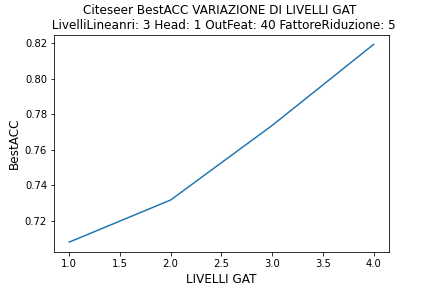 Citeseer BestACC VARIAZIONE DI LIVELLI GAT
LivelliLineanri: 3 Head: 1 OutFeat: 40 FattoreRiduzione: 5
0.82
0.80
0.78
0.76
0.74
0.72
BestACC
1.0 1.5 2.0 2.5 3.0 3.5 4.0
LIVELLI GAT